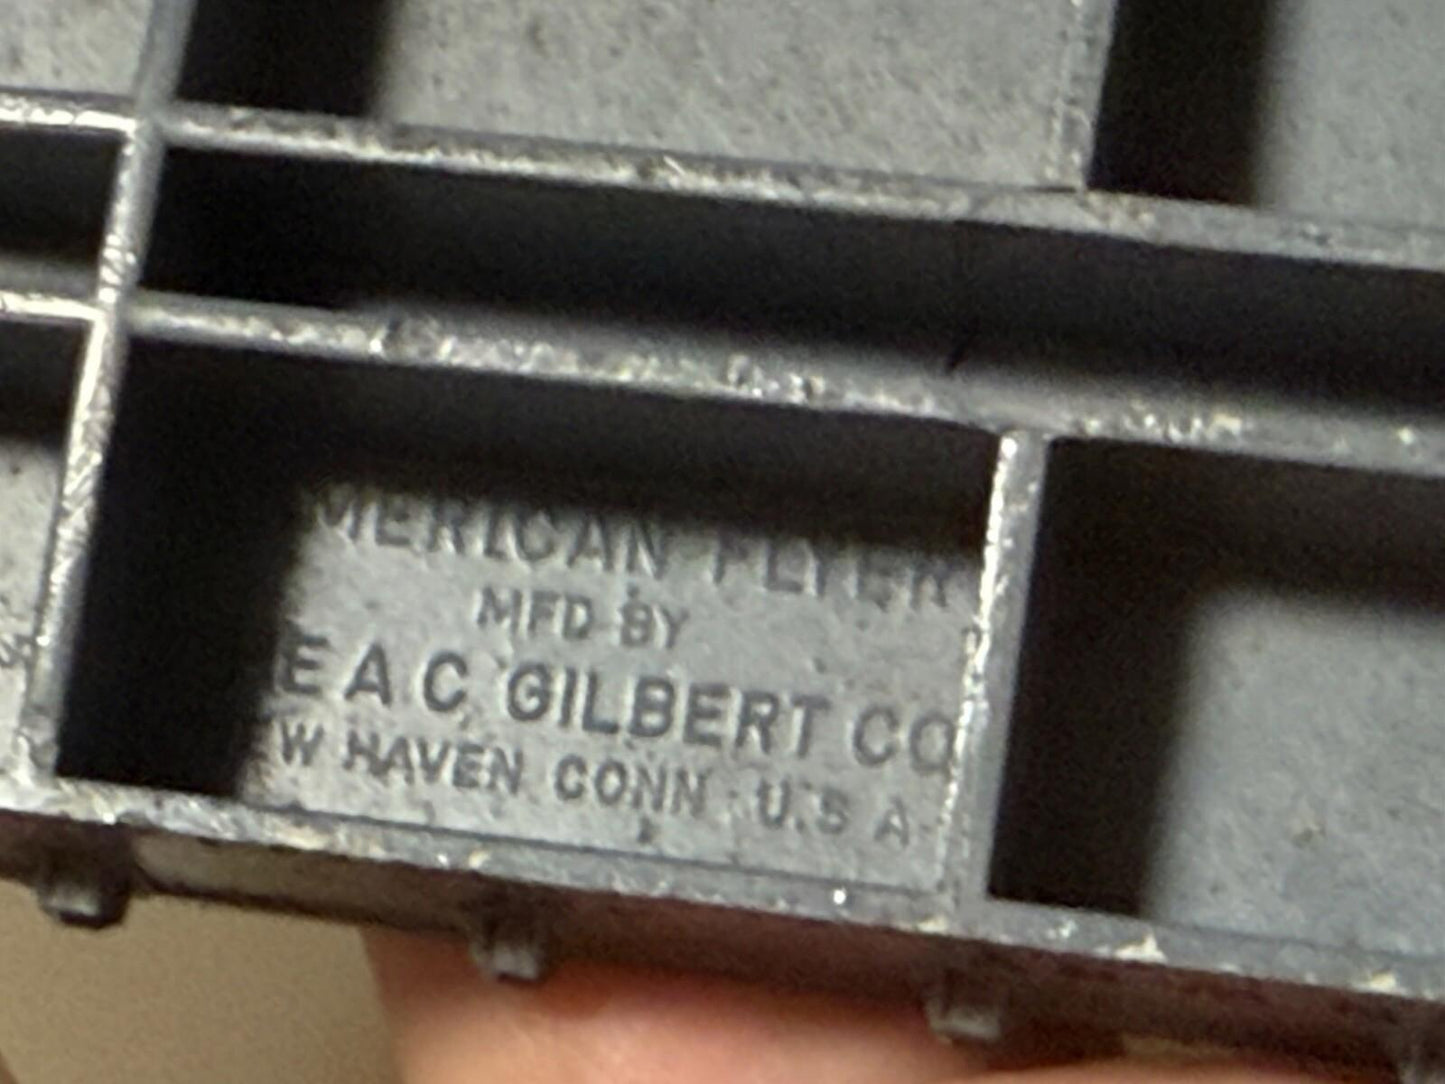 MERICAN FLYER
MFD BY
E A C GILBERT CO
W HAVEN CONN U.S A